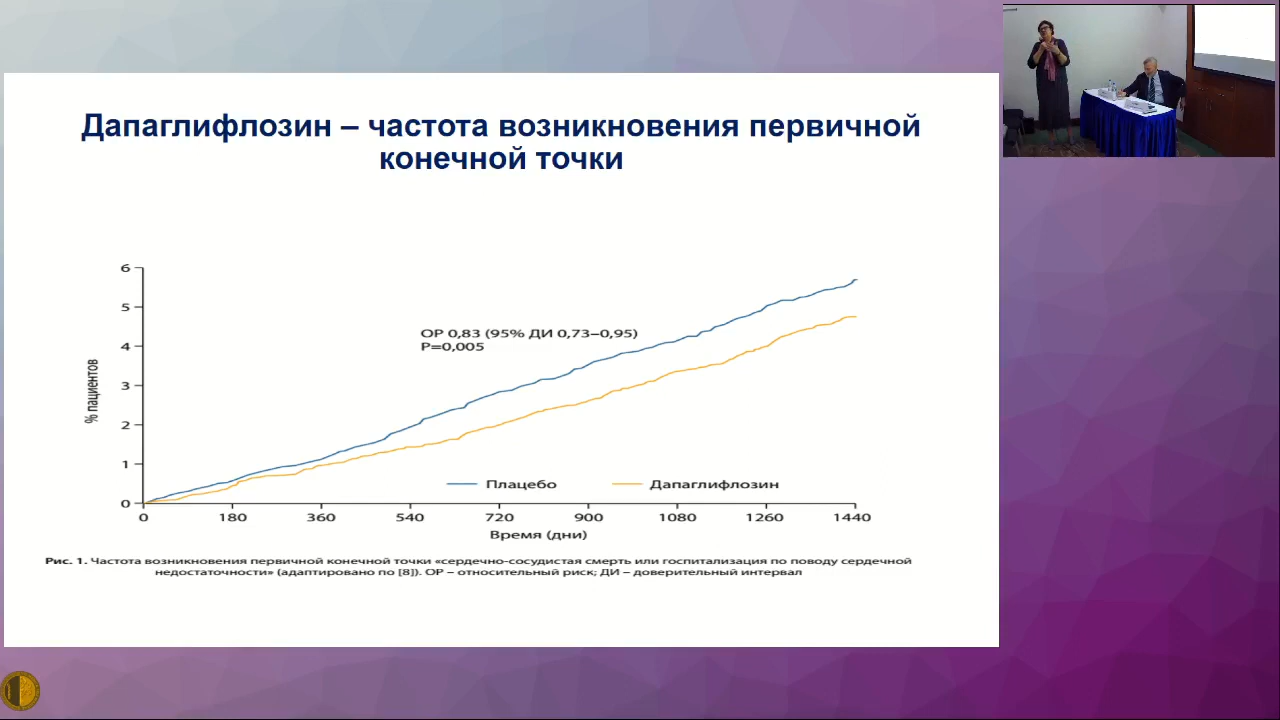 Дапаглифлозин – частота возникновения первичной
конечной точки
6
5
4
3
2
1
0
% пациентов
ОР 0,83 (95% ДИ 0,73–0,95)
P=0,005
Плацебо
Дапаглифлозин
0 180 360 540 720 900 1080 1260 1440
Время (дни)
Рис. 1. Частота возникновения первичной конечной точки «сердечно-сосудистая смерть или госпитализация по поводу сердечной
недостаточности» (адаптировано по [8]). ОР – относительный риск; ДИ – доверительный интервал